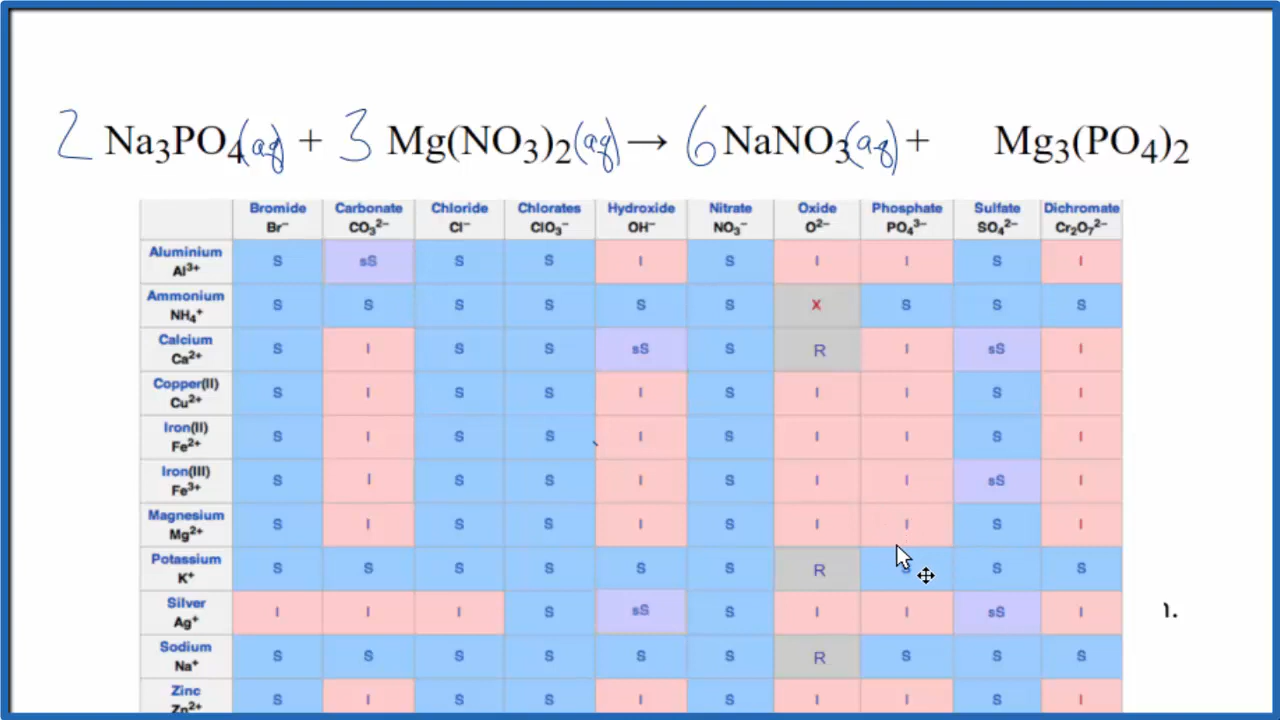 2 Na₃PO₄(aq) + 3 Mg(NO₃)₂(aq) → 6 NaNO₃(aq) + Mg₃(PO₄)₂
Bromide Carbonate Chloride Chlorates Hydroxide Nitrate Oxide Phosphate Sulfate Dichromate
Br⁻ CO₃²⁻ Cl⁻ ClO₃⁻ OH⁻ NO₃⁻ O²⁻ PO₄³⁻ SO₄²⁻ Cr₂O₇²⁻
Aluminium
Al³⁺ S sS S S I S I I S I
Ammonium
NH₄⁺ S S S S S S X S S S
Calcium
Ca²⁺ S I S S sS S R I sS I
Copper(II)
Cu²⁺ S I S S I S I I S I
Iron(II)
Fe²⁺ S I S S I S I I S I
Iron(III)
Fe³⁺ S I S S I S I I sS I
Magnesium
Mg²⁺ S I S S I S I I S I
Potassium
K⁺ S S S S S S R S S S
Silver
Ag⁺ I I I S sS S I I sS I
Sodium
Na⁺ S S S S S S R S S S
Zinc
Zn²⁺ S I S S I S I I S I